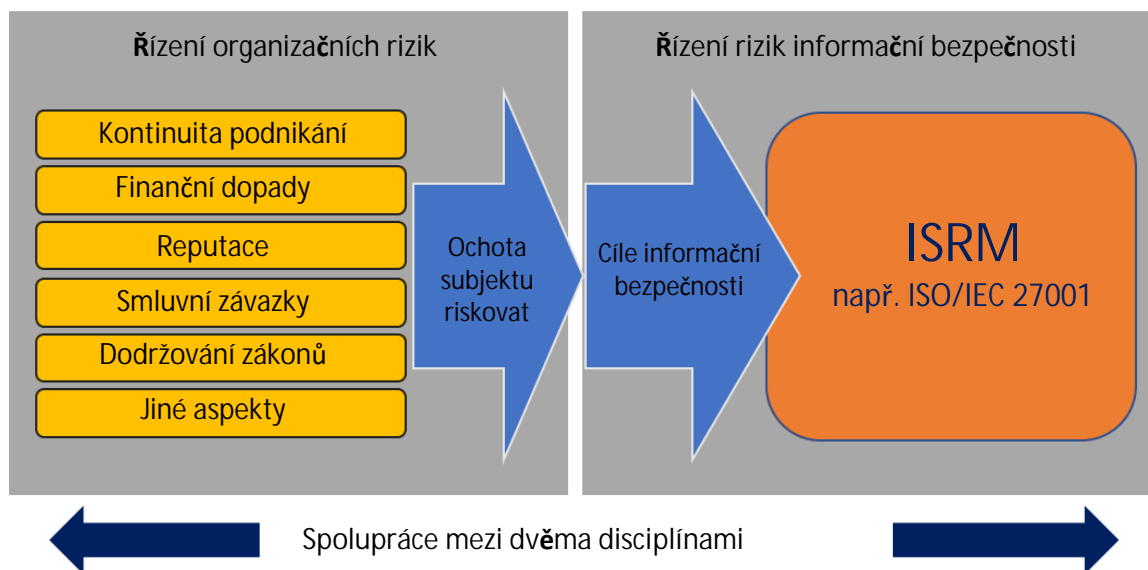 Řízení organizačních rizik
Kontinuita podnikání
Finanční dopady
Reputace
Smluvní závazky
Dodržování zákonů
Jiné aspekty
Ochota
subjektu
riskovat
Řízení rizik informační bezpečnosti
Cíle informační
bezpečnosti
ISRM
např. ISO/IEC 27001
Spolupráce mezi dvěma disciplínami